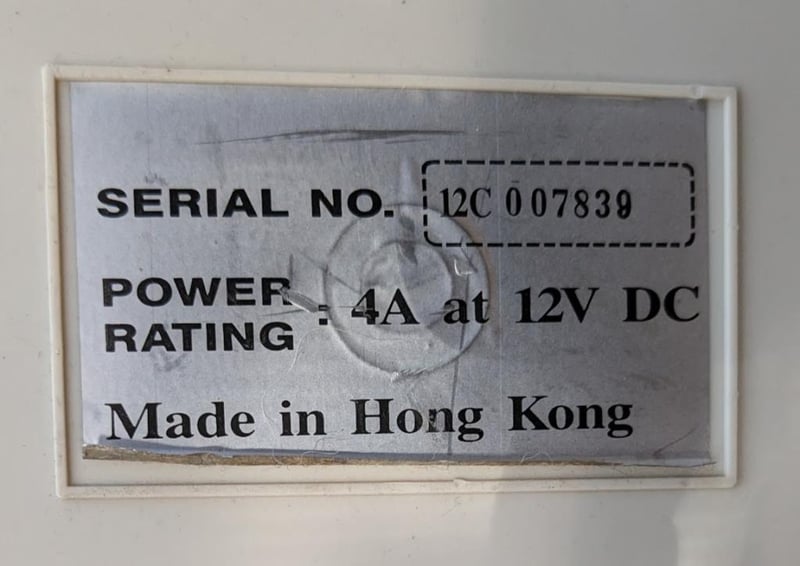 SERIAL NO. 12C 007839
POWER RATING : 4A at 12V DC
Made in Hong Kong